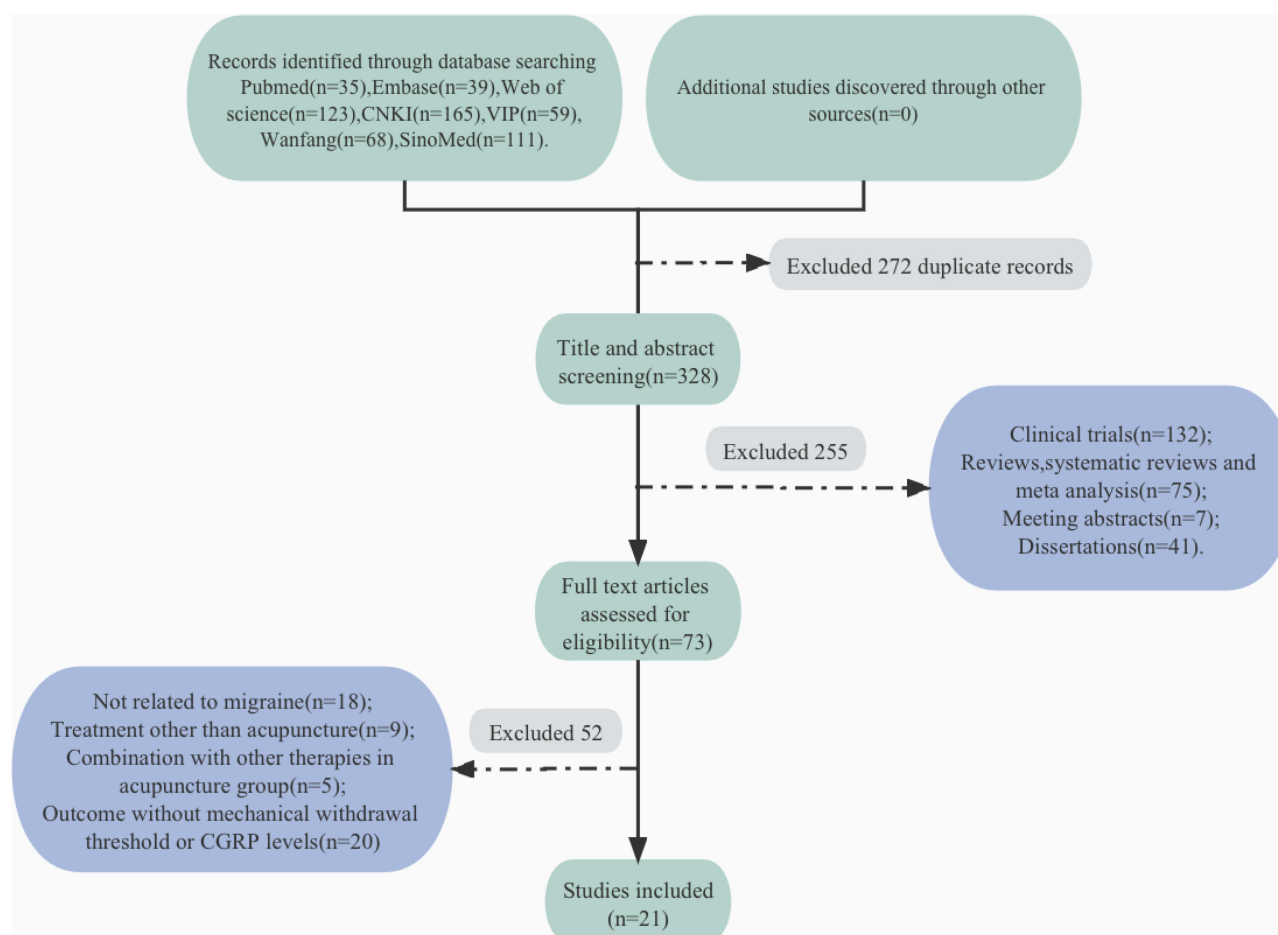 Records identified through database searching
Pubmed(n=35),Embase(n=39),Web of
science(n=123),CNKI(n=165),VIP(n=59),
Wanfang(n=68),SinoMed(n=111).
Additional studies discovered through other
sources(n=0)
Excluded 272 duplicate records
Title and abstract
screening(n=328)
Excluded 255
Clinical trials(n=132);
Reviews,systematic reviews and
meta analysis(n=75);
Meeting abstracts(n=7);
Dissertations(n=41).
Full text articles
assessed for
eligibility(n=73)
Excluded 52
Not related to migraine(n=18);
Treatment other than acupuncture(n=9);
Combination with other therapies in
acupuncture group(n=5);
Outcome without mechanical withdrawal
threshold or CGRP levels(n=20)
Studies included
(n=21)